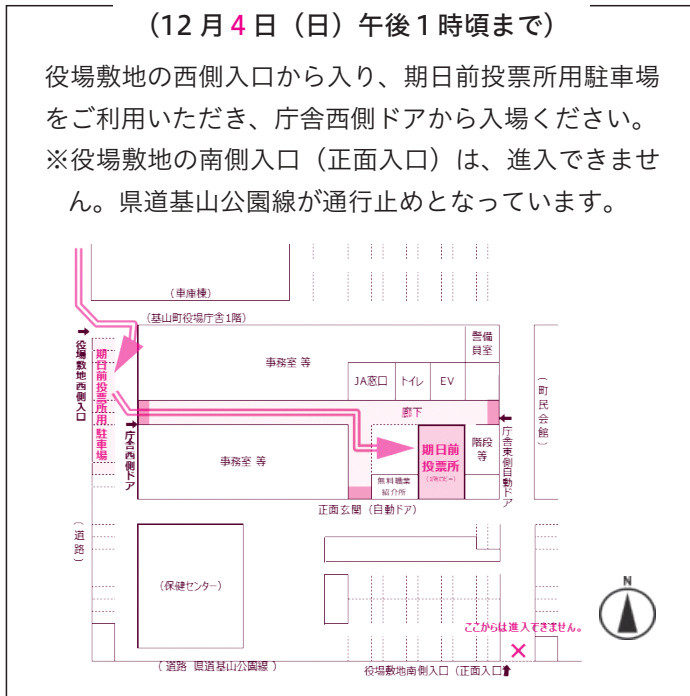 （12月4日（日）午後1時頃まで）
役場敷地の西側入口から入り、期日前投票所用駐車場
をご利用いただき、庁舎西側ドアから入場ください。
※役場敷地の南側入口（正面入口）は、進入できませ
ん。県道基山公園線が通行止めとなっています。
（車庫棟）
（基山町役場庁舎1階）
警備
員室
事務室 等
JA窓口
トイレ
EV
役場敷地西側入口
期日前投票所用 駐車場
廊下
（町民会館）
庁舎西側ドア
事務室 等
期日前
投票所
階段
等
庁舎東側自動ドア
無料職業
紹介所
正面玄関（自動ドア）
（道路）
（保健センター）
N
ここからは進入できません。
（道路 県道基山公園線）
役場敷地南側入口（正面入口）